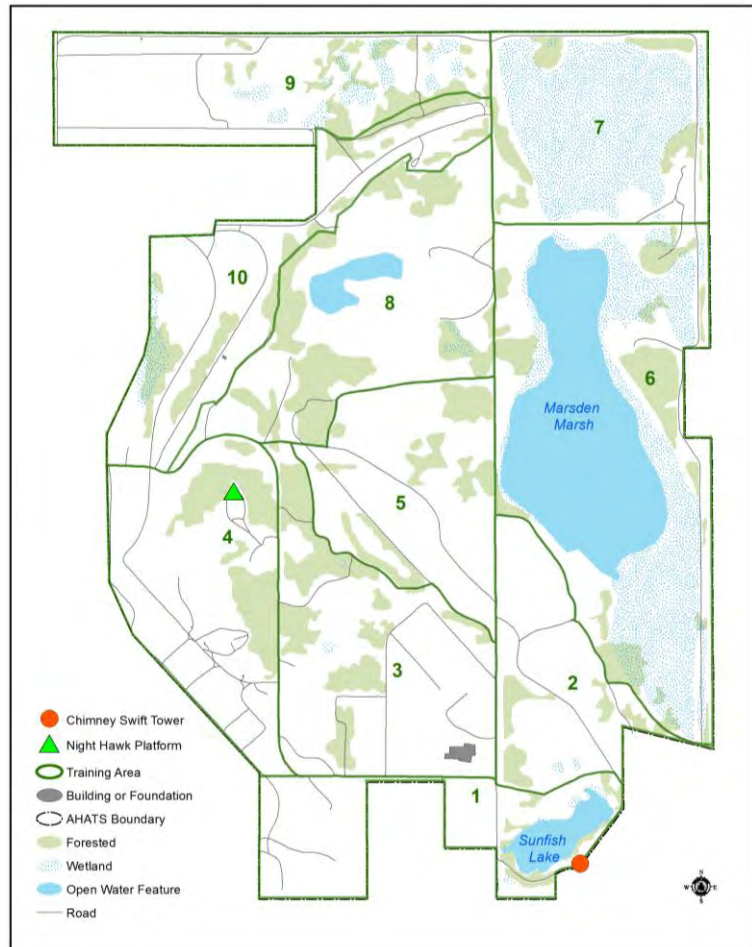 9
7
10
8
6
Marsden
Marsh
5
4
3
2
1
Sunfish
Lake
Chimney Swift Tower
Night Hawk Platform
Training Area
Building or Foundation
AHATS Boundary
Forested
Wetland
Open Water Feature
Road
N
W
E
S